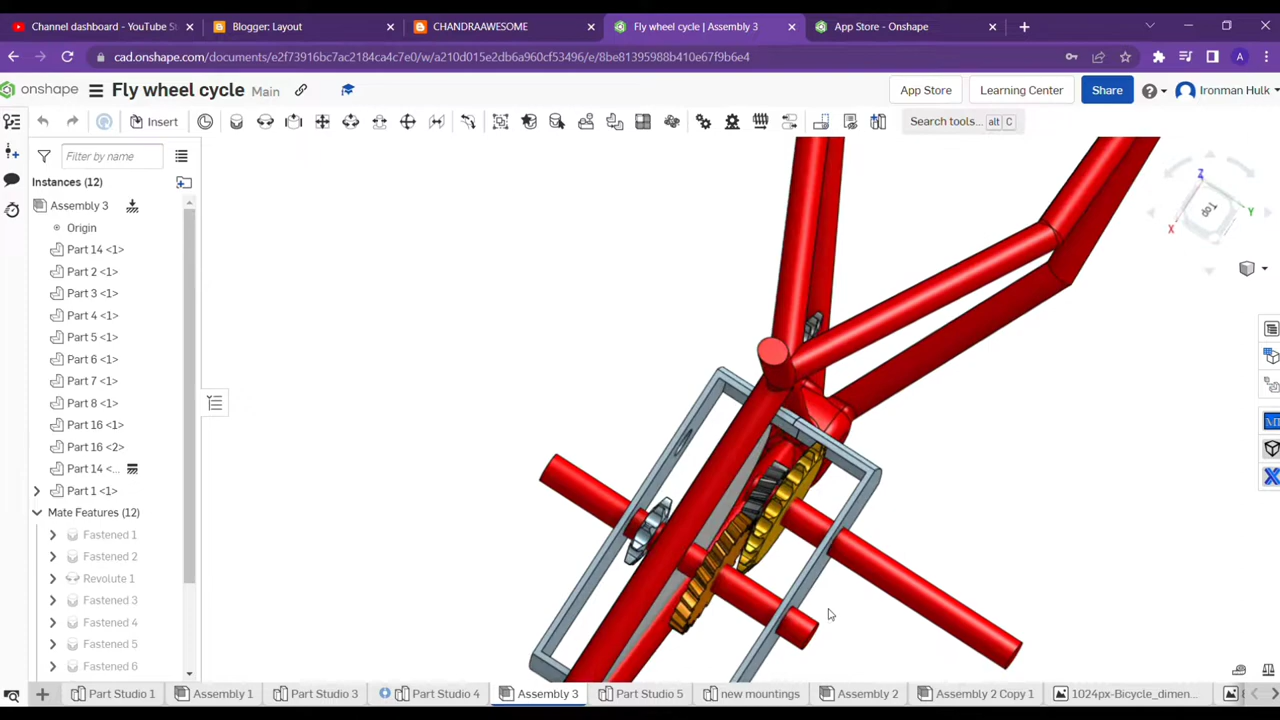 Channel dashboard - YouTube St
Blogger: Layout
CHANDRAAWESOME
Fly wheel cycle | Assembly 3
App Store - Onshape
cad.onshape.com/documents/e2f73916bc7ac2184ca4c7e0/w/a210d015e2db6a960cf53496/e/8be81395988b410e67f9b4e0
A
onshape
Fly wheel cycle Main
App Store
Learning Center
Share
Ironman Hulk
Insert
Search tools... alt C
Filter by name
Instances (12)
Assembly 3
Origin
Part 14 <1>
Part 2 <1>
Part 3 <1>
Part 4 <1>
Part 5 <1>
Part 6 <1>
Part 7 <1>
Part 8 <1>
Part 16 <1>
Part 16 <2>
Part 14 <...
Part 1 <1>
Mate Features (12)
Fastened 1
Fastened 2
Revolute 1
Fastened 3
Fastened 4
Fastened 5
Fastened 6
Z
Top
Y
X
Part Studio 1
Assembly 1
Part Studio 3
Part Studio 4
Assembly 3
Part Studio 5
new mountings
Assembly 2
Assembly 2 Copy 1
1024px-Bicycle_dimen...